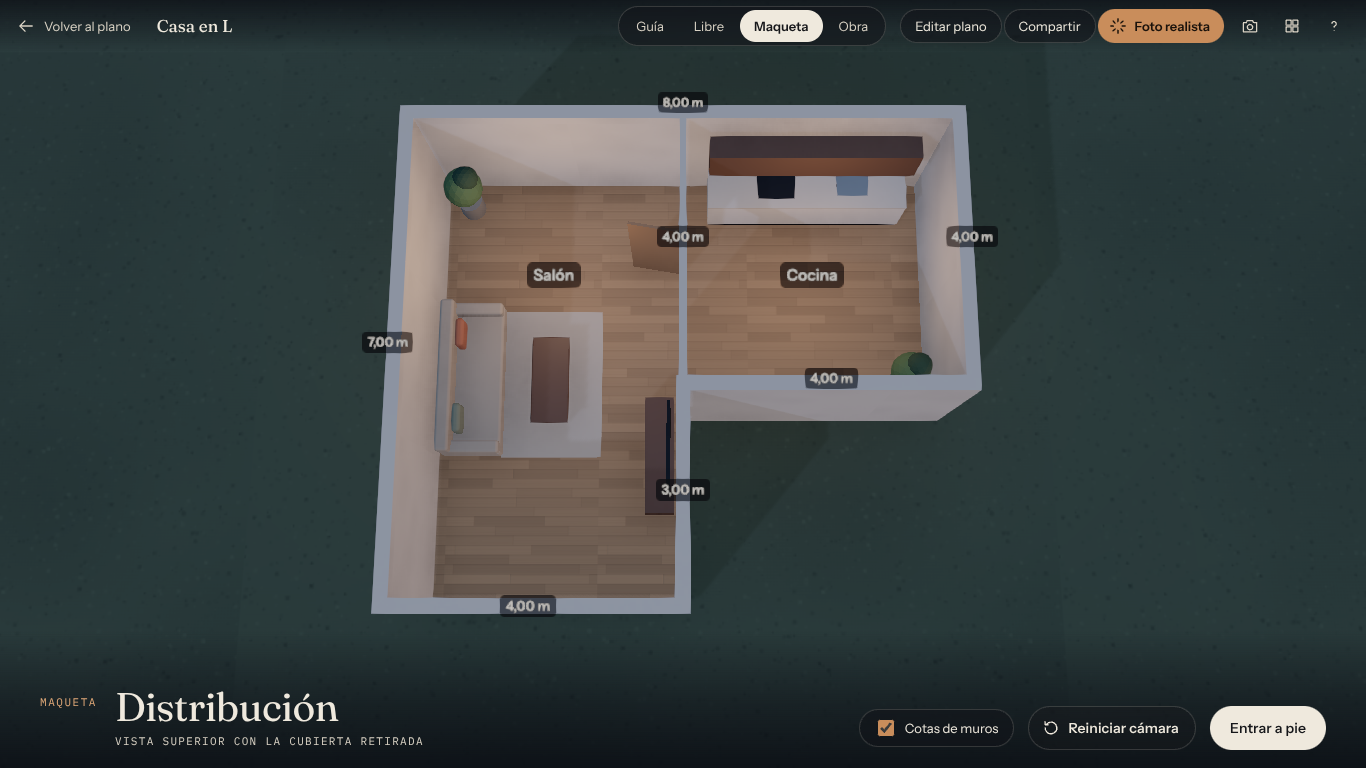 Volver al plano
Casa en L
Guía
Libre
Maqueta
Obra
Editar plano
Compartir
Foto realista
?
8,00 m
4,00 m
4,00 m
Salón
Cocina
7,00 m
4,00 m
3,00 m
4,00 m
MAQUETA
Distribución
VISTA SUPERIOR CON LA CUBIERTA RETIRADA
Cotas de muros
Reiniciar cámara
Entrar a pie